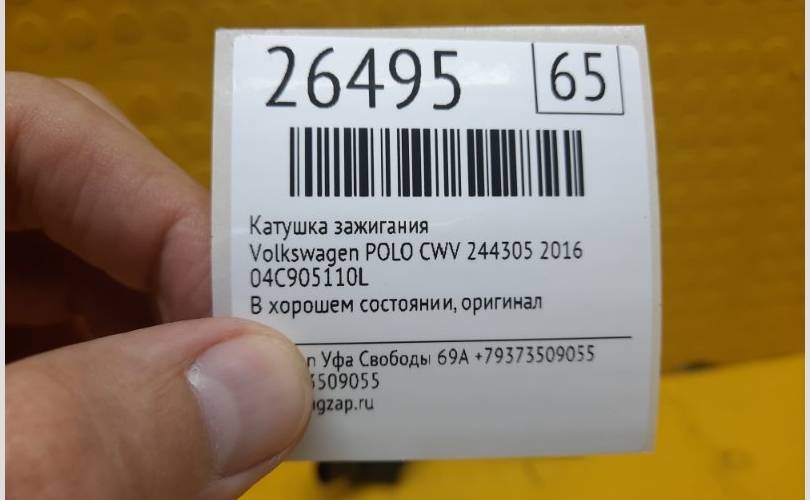 26495 65
Катушка зажигания
Volkswagen POLO CWV 244305 2016
04C905110L
В хорошем состоянии, оригинал
Уфа Свободы 69А +79373509055
3509055
gzap.ru